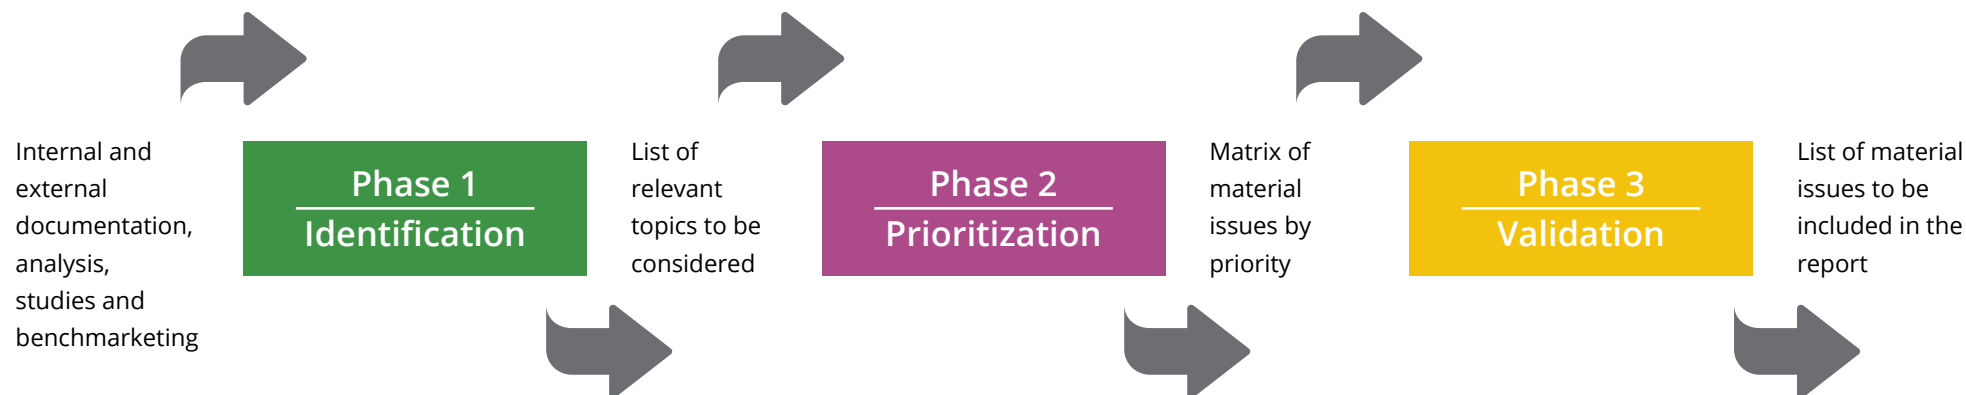 Internal and
external
documentation,
analysis,
studies and
benchmarketing
Phase 1
Identification
List of
relevant
topics to be
considered
Phase 2
Prioritization
Matrix of
material
issues by
priority
Phase 3
Validation
List of material
issues to be
included in the
report